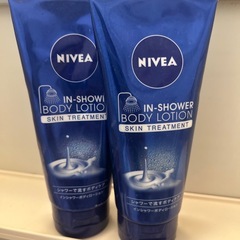 NIVEA
IN-SHOWE
BODY LOTIO
SKIN TREATMENT
NIVEA
IN-SHOWER
BODY LOTION
SKIN TREATMENT
シャワーで流すボディケア